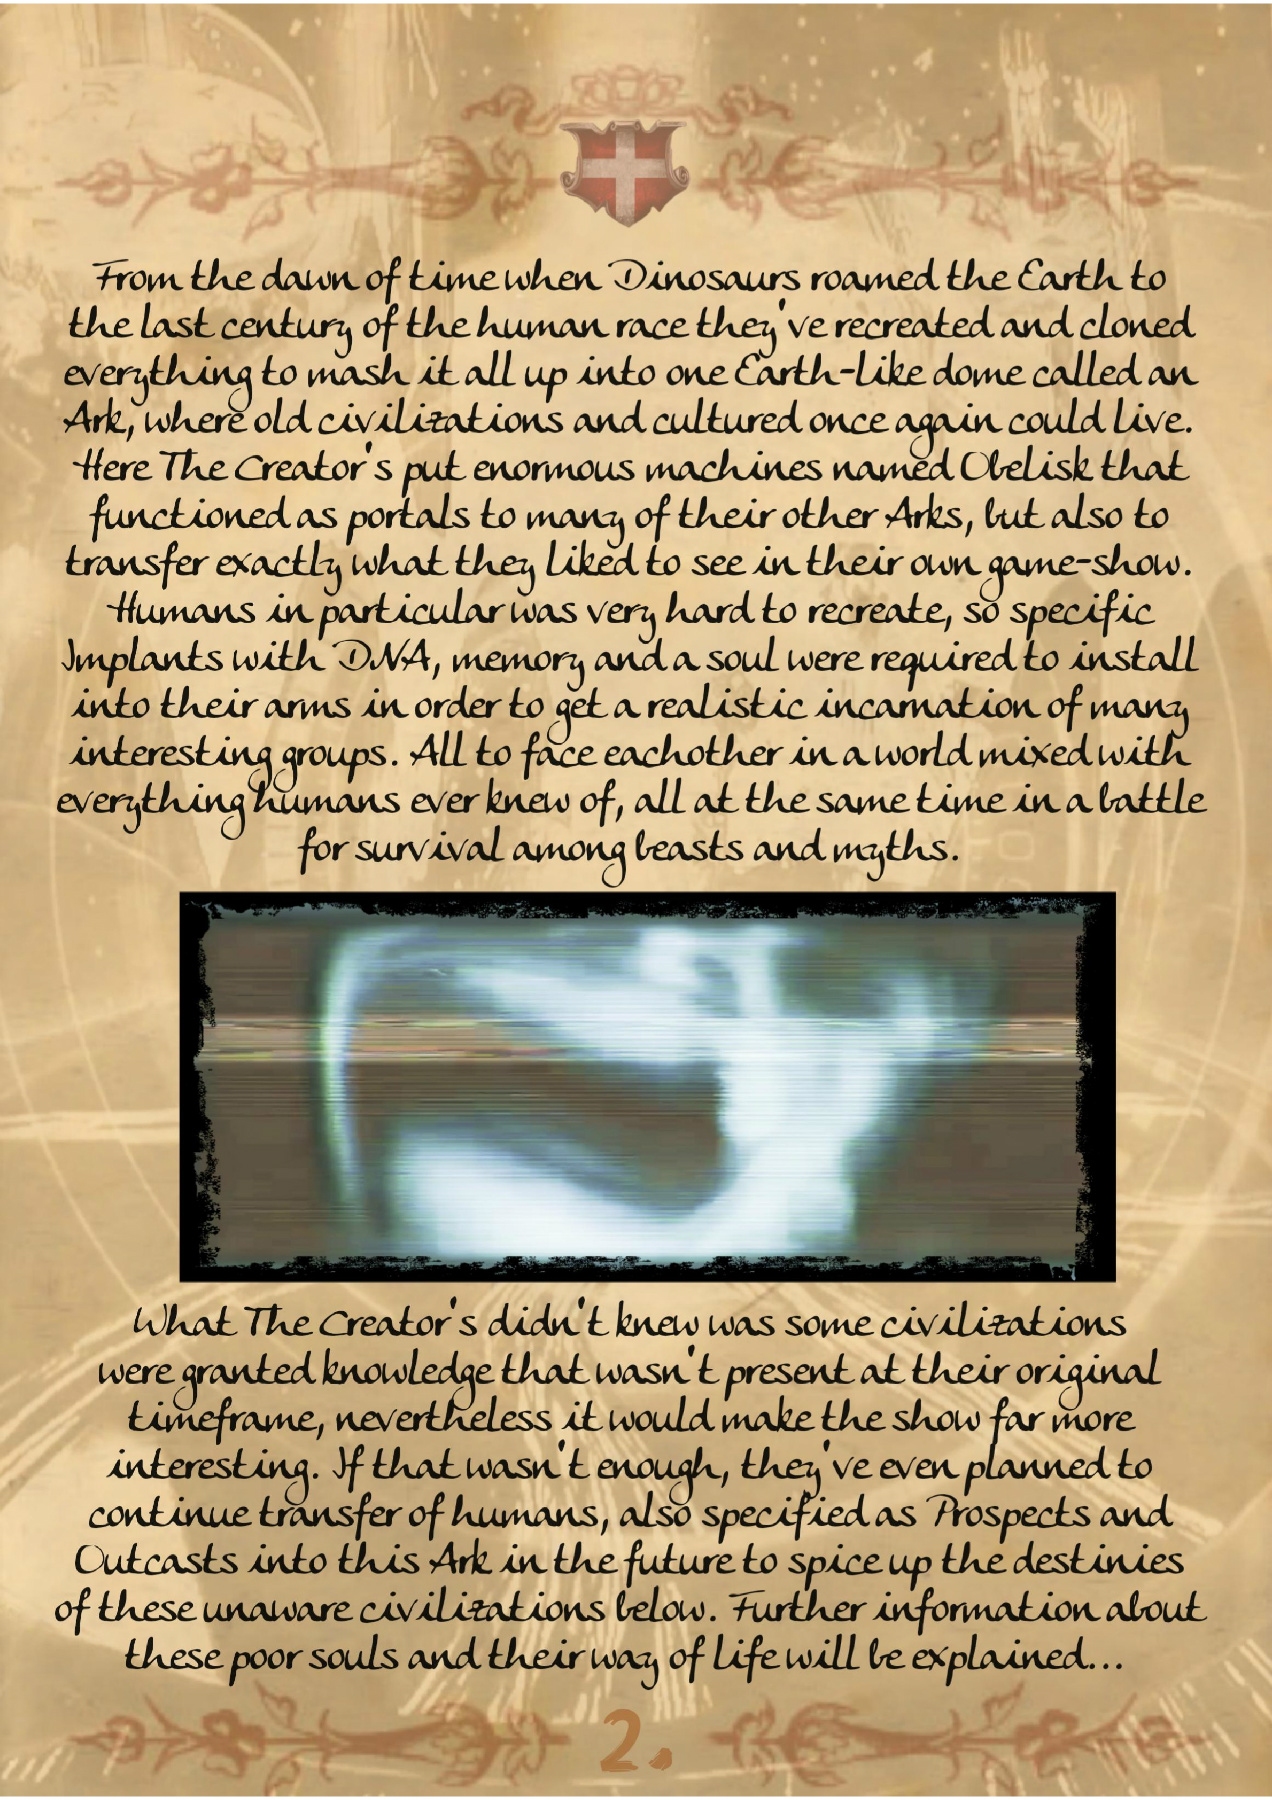 From the dawn of time when Dinosaurs roamed the Earth to
the last century of the human race they've recreated and cloned
everything to mash it all up into one Earth-like dome called an
Ark, where old civilizations and cultured once again could live.
Here The Creator's put enormous machines named Obelisk that
functioned as portals to many of their other Arks, but also to
transfer exactly what they liked to see in their own game-show.
Humans in particular was very hard to recreate, so specific
Implants with DNA, memory and a soul were required to install
into their arms in order to get a realistic incarnation of many
interesting groups. All to face eachother in a world mixed with
everything humans ever knew of, all at the same time in a battle
for survival among beasts and myths.
What The Creator's didn't knew was some civilizations
were granted knowledge that wasn't present at their original
timeframe, nevertheless it would make the show far more
interesting. If that wasn't enough, they've even planned to
continue transfer of humans, also specified as Prospects and
Outcasts into this Ark in the future to spice up the destinies
of these unaware civilizations below. Further information about
these poor souls and their way of life will be explained...
2.